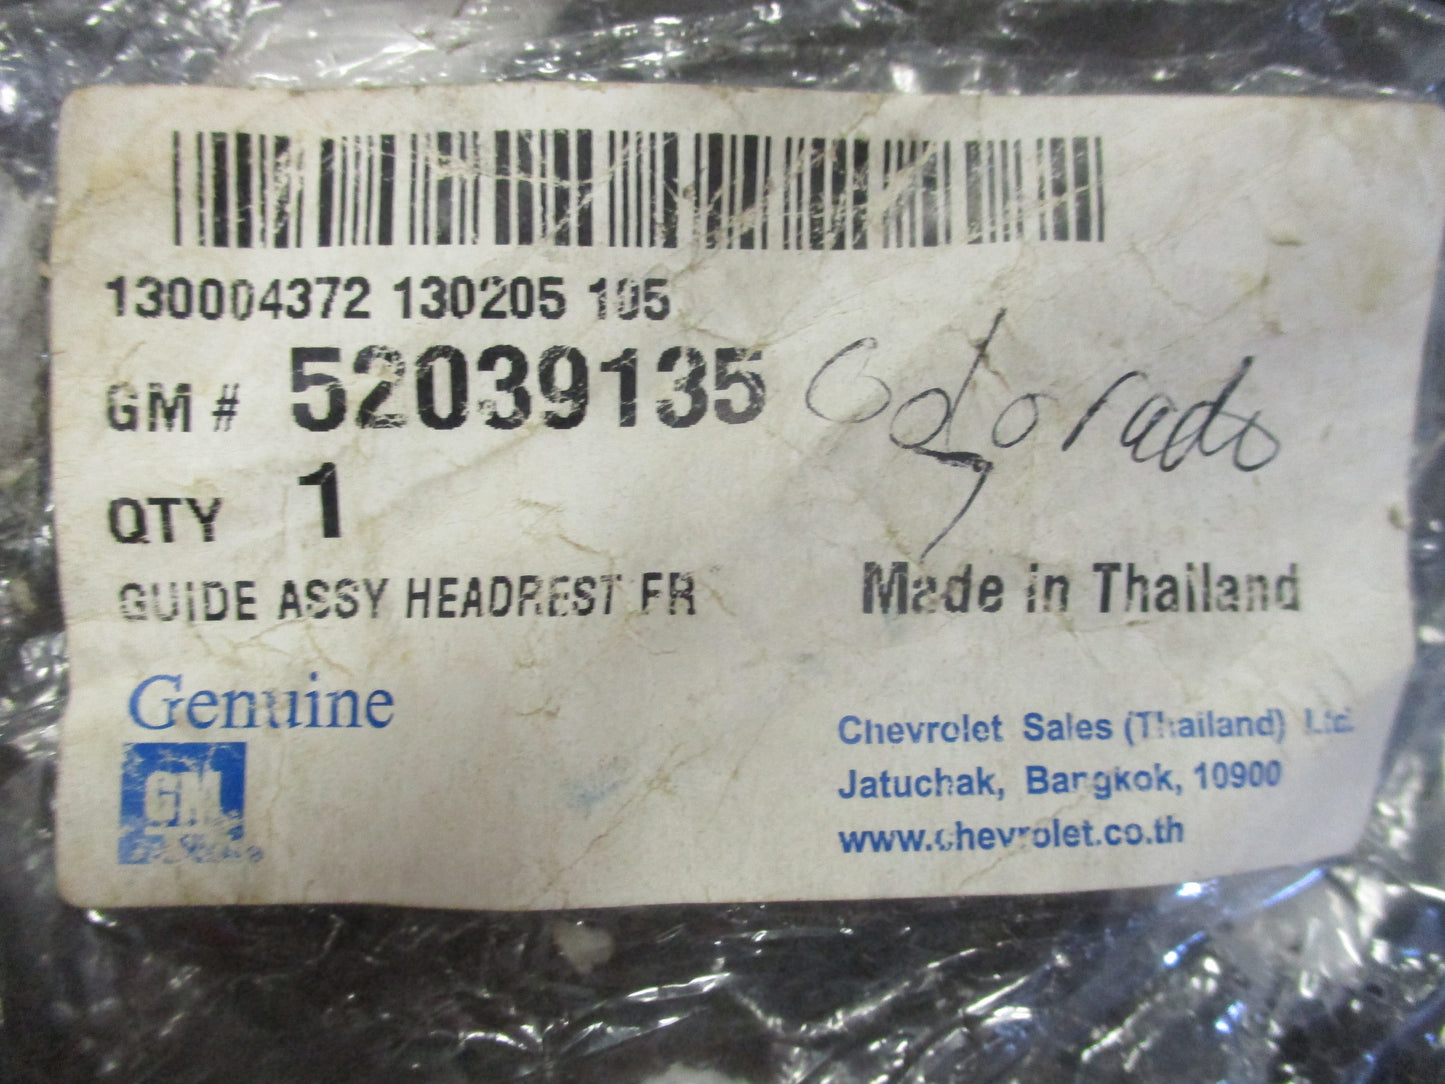 130004372 130205 105
GM # 52039135
Colorado
QTY 1
GUIDE ASSY HEADREST FR
Made in Thailand
Genuine
GM
Chevrolet Sales (Thailand) Ltd.
Jatuchak, Bangkok, 10900
www.chevrolet.co.th